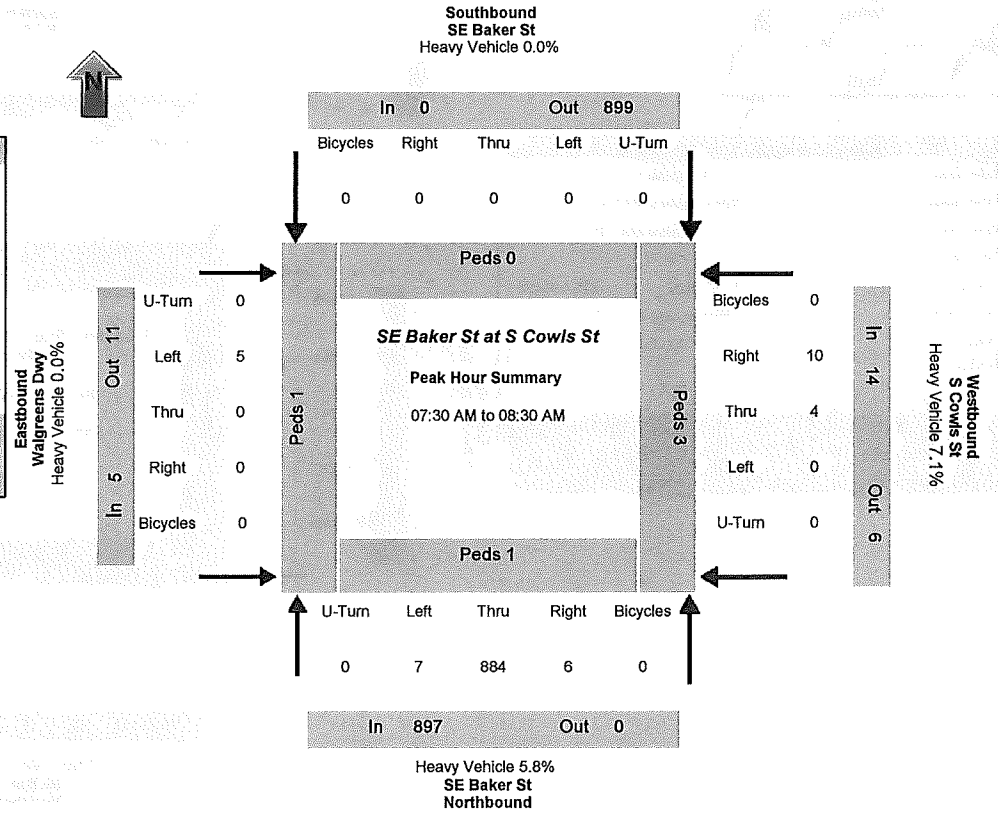 Southbound
SE Baker St
Heavy Vehicle 0.0%
N
In 0 Out 899
Bicycles Right Thru Left U-Turn
0 0 0 0 0
Peds 0
U-Turn 0
Left 5
Thru 0
Right 0
Bicycles 0
In 5 Out 11
Eastbound
Walgreens Dwy
Heavy Vehicle 0.0%
Peds 1
SE Baker St at S Cowls St
Peak Hour Summary
07:30 AM to 08:30 AM
Peds 3
Bicycles 0
Right 10
Thru 4
Left 0
U-Turn 0
In 14 Out 6
Westbound
S Cowls St
Heavy Vehicle 7.1%
Peds 1
U-Turn Left Thru Right Bicycles
0 7 884 6 0
In 897 Out 0
Heavy Vehicle 5.8%
SE Baker St
Northbound